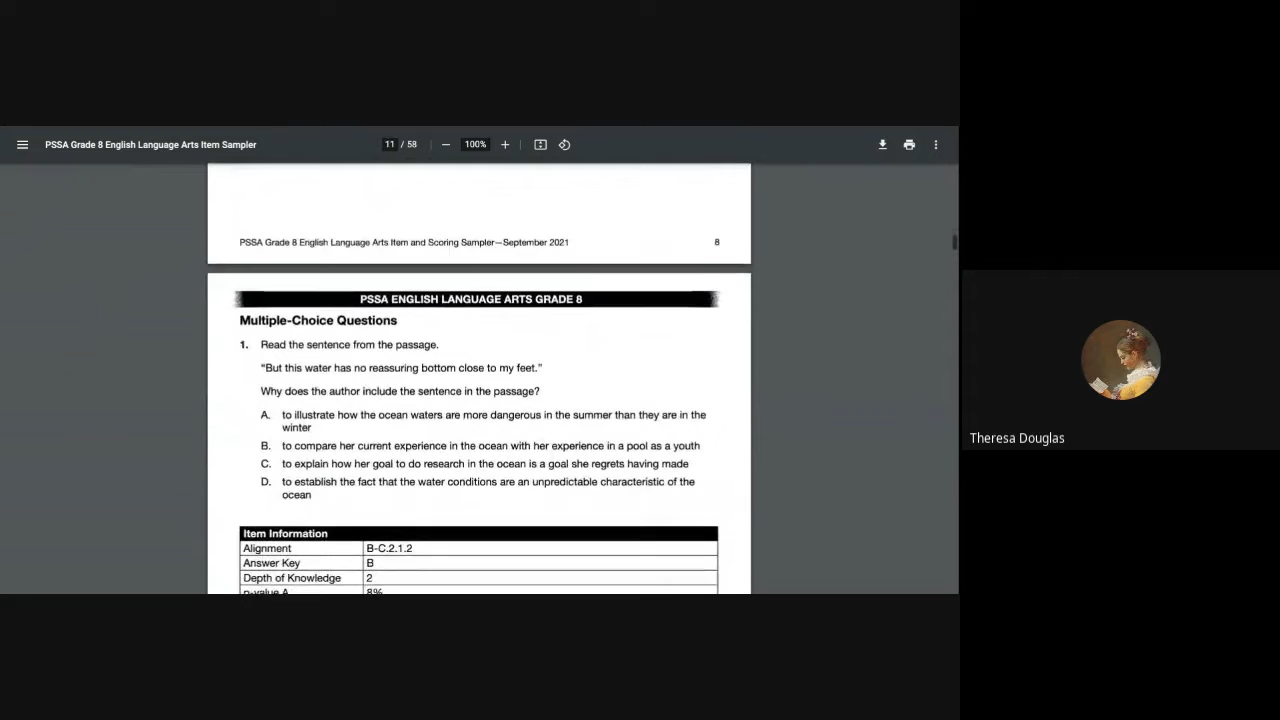 PSSA Grade 8 English Language Arts Item Sampler
11 / 58
100%
PSSA Grade 8 English Language Arts Item and Scoring Sampler—September 2021
8
PSSA ENGLISH LANGUAGE ARTS GRADE 8
Multiple-Choice Questions
1. Read the sentence from the passage.
“But this water has no reassuring bottom close to my feet.”
Why does the author include the sentence in the passage?
A. to illustrate how the ocean waters are more dangerous in the summer than they are in the
winter
B. to compare her current experience in the ocean with her experience in a pool as a youth
C. to explain how her goal to do research in the ocean is a goal she regrets having made
D. to establish the fact that the water conditions are an unpredictable characteristic of the
ocean
Item Information
Alignment B-C.2.1.2
Answer Key B
Depth of Knowledge 2
p-value A 8%
Theresa Douglas